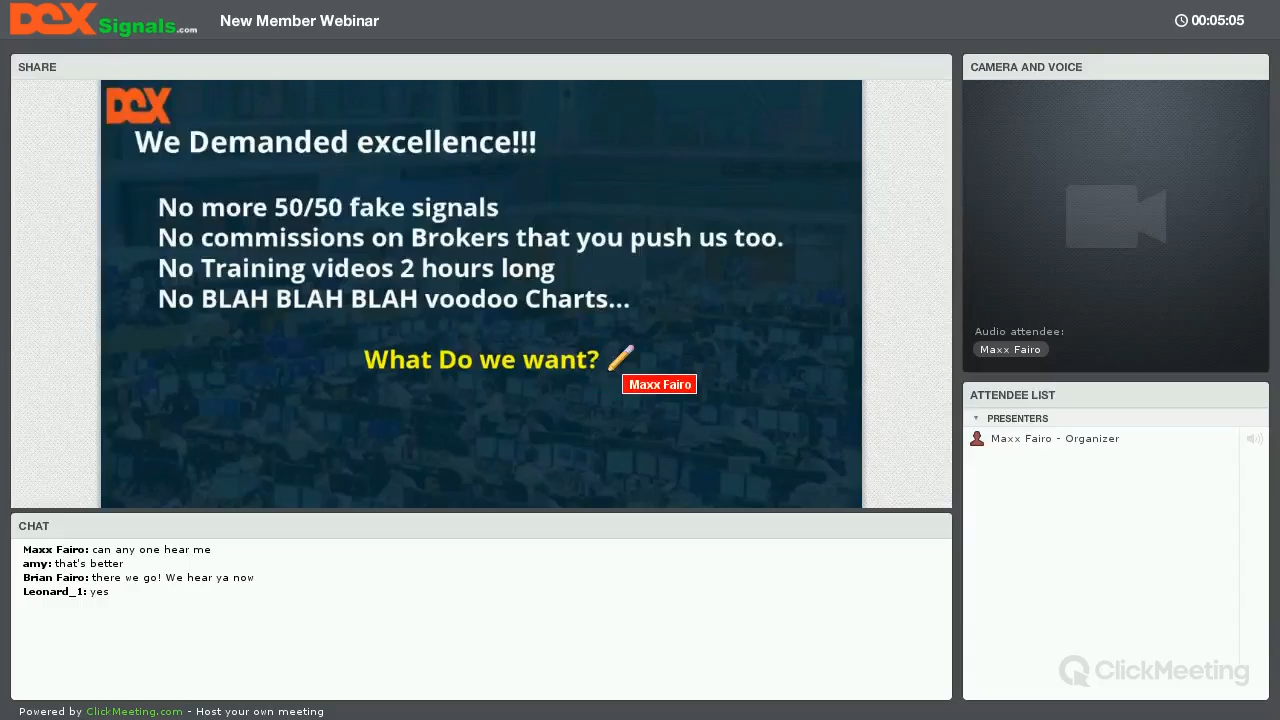 DCX Signals.com
New Member Webinar
00:05:05
SHARE
DCX
We Demanded excellence!!!
No more 50/50 fake signals
No commissions on Brokers that you push us too.
No Training videos 2 hours long
No BLAH BLAH BLAH voodoo Charts...
What Do we want?
Maxx Fairo
CAMERA AND VOICE
Audio attendee:
Maxx Fairo
ATTENDEE LIST
PRESENTERS
Maxx Fairo - Organizer
CHAT
Maxx Fairo: can any one hear me
amy: that's better
Brian Fairo: there we go! We hear ya now
Leonard_1: yes
ClickMeeting
Powered by ClickMeeting.com - Host your own meeting